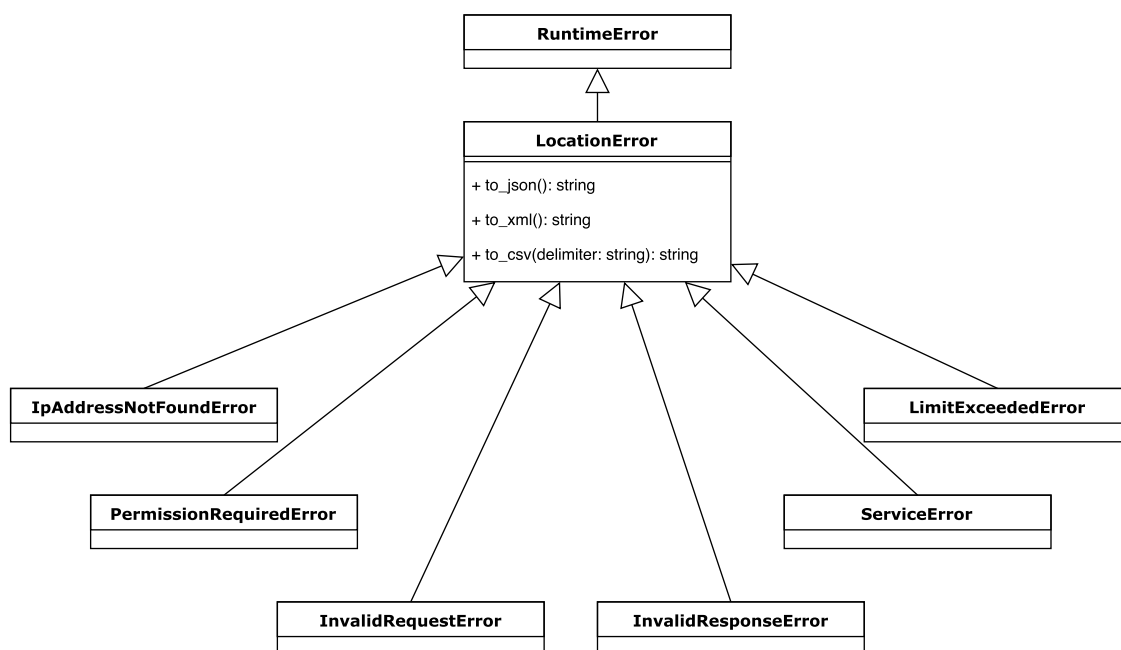 RuntimeError
LocationError
+ to_json(): string
+ to_xml(): string
+ to_csv(delimiter: string): string
IpAddressNotFoundError
LimitExceededError
PermissionRequiredError
ServiceError
InvalidRequestError
InvalidResponseError